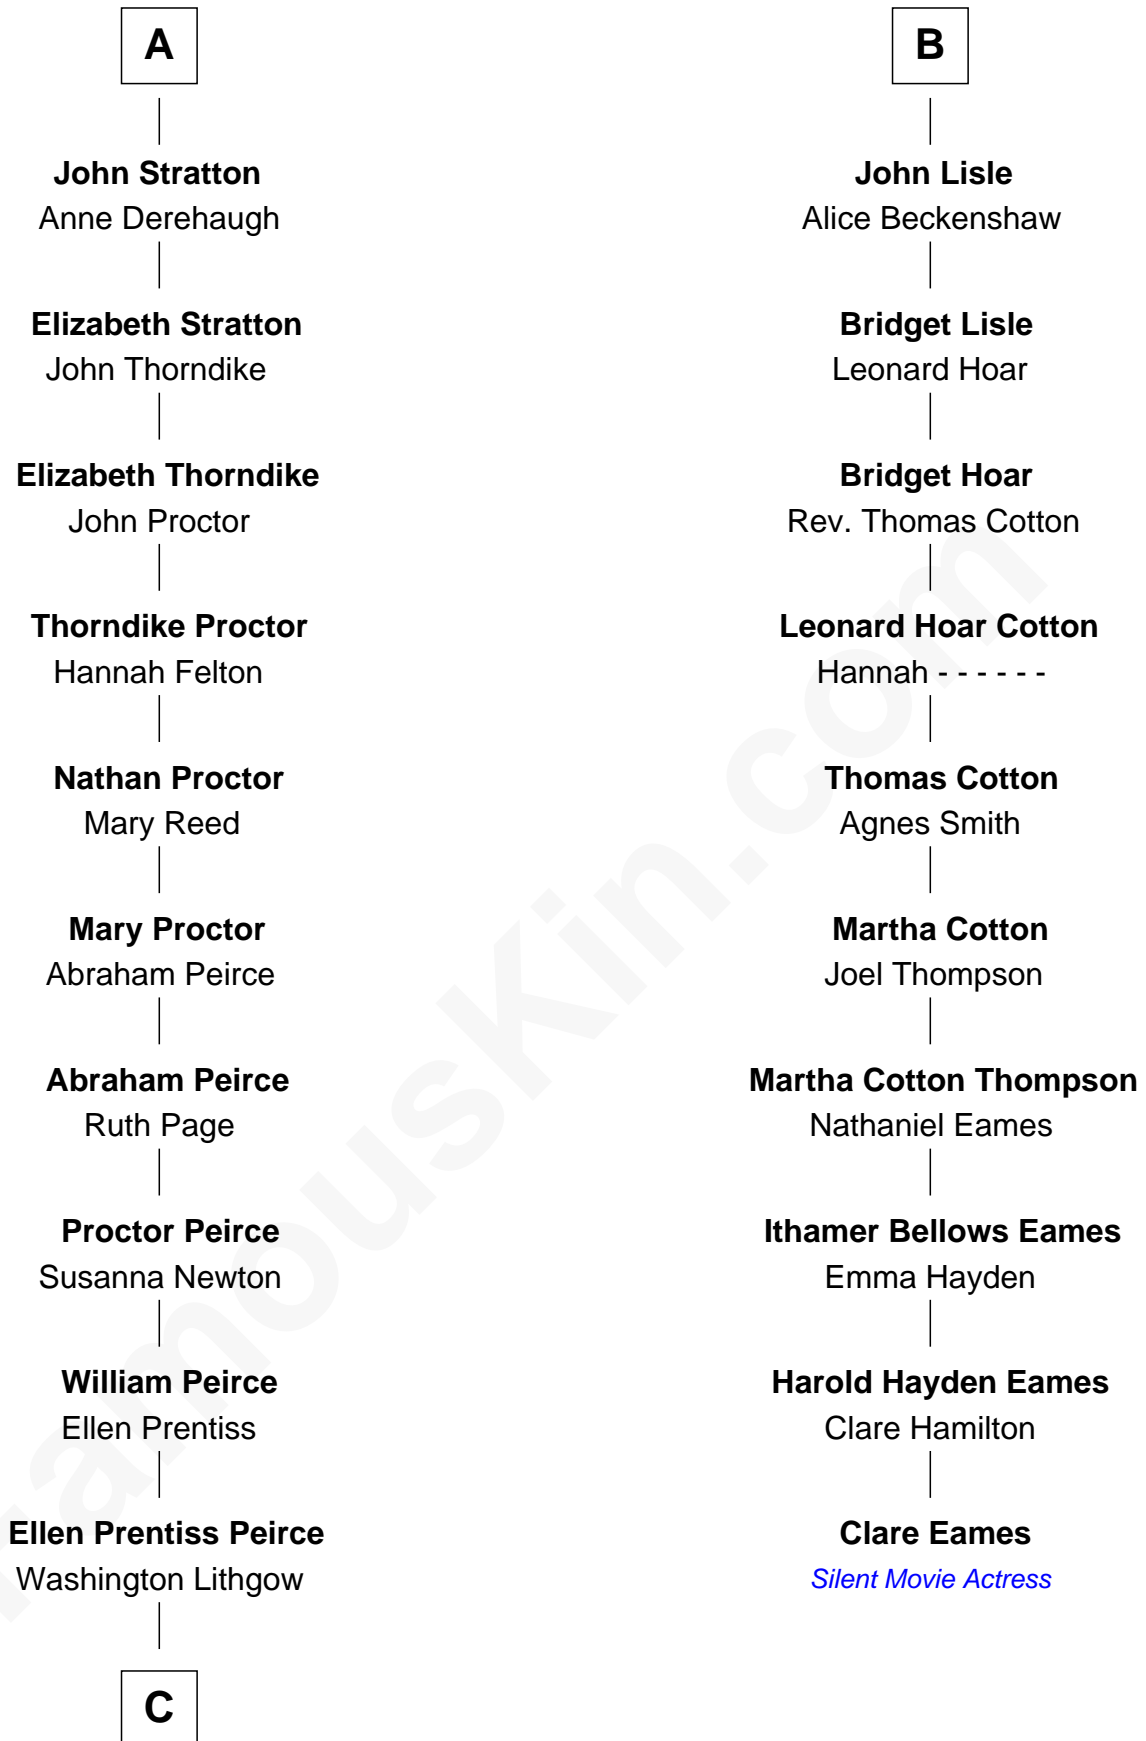 A
John Stratton
Anne Derehaugh
Elizabeth Stratton
John Thorndike
Elizabeth Thorndike
John Proctor
Thorndike Proctor
Hannah Felton
Nathan Proctor
Mary Reed
Mary Proctor
Abraham Peirce
Abraham Peirce
Ruth Page
Proctor Peirce
Susanna Newton
William Peirce
Ellen Prentiss
Ellen Prentiss Peirce
Washington Lithgow
C
B
John Lisle
Alice Beckenshaw
Bridget Lisle
Leonard Hoar
Bridget Hoar
Rev. Thomas Cotton
Leonard Hoar Cotton
Hannah - - - - - -
Thomas Cotton
Agnes Smith
Martha Cotton
Joel Thompson
Martha Cotton Thompson
Nathaniel Eames
Ithamer Bellows Eames
Emma Hayden
Harold Hayden Eames
Clare Hamilton
Clare Eames
Silent Movie Actress
FamousKin.com